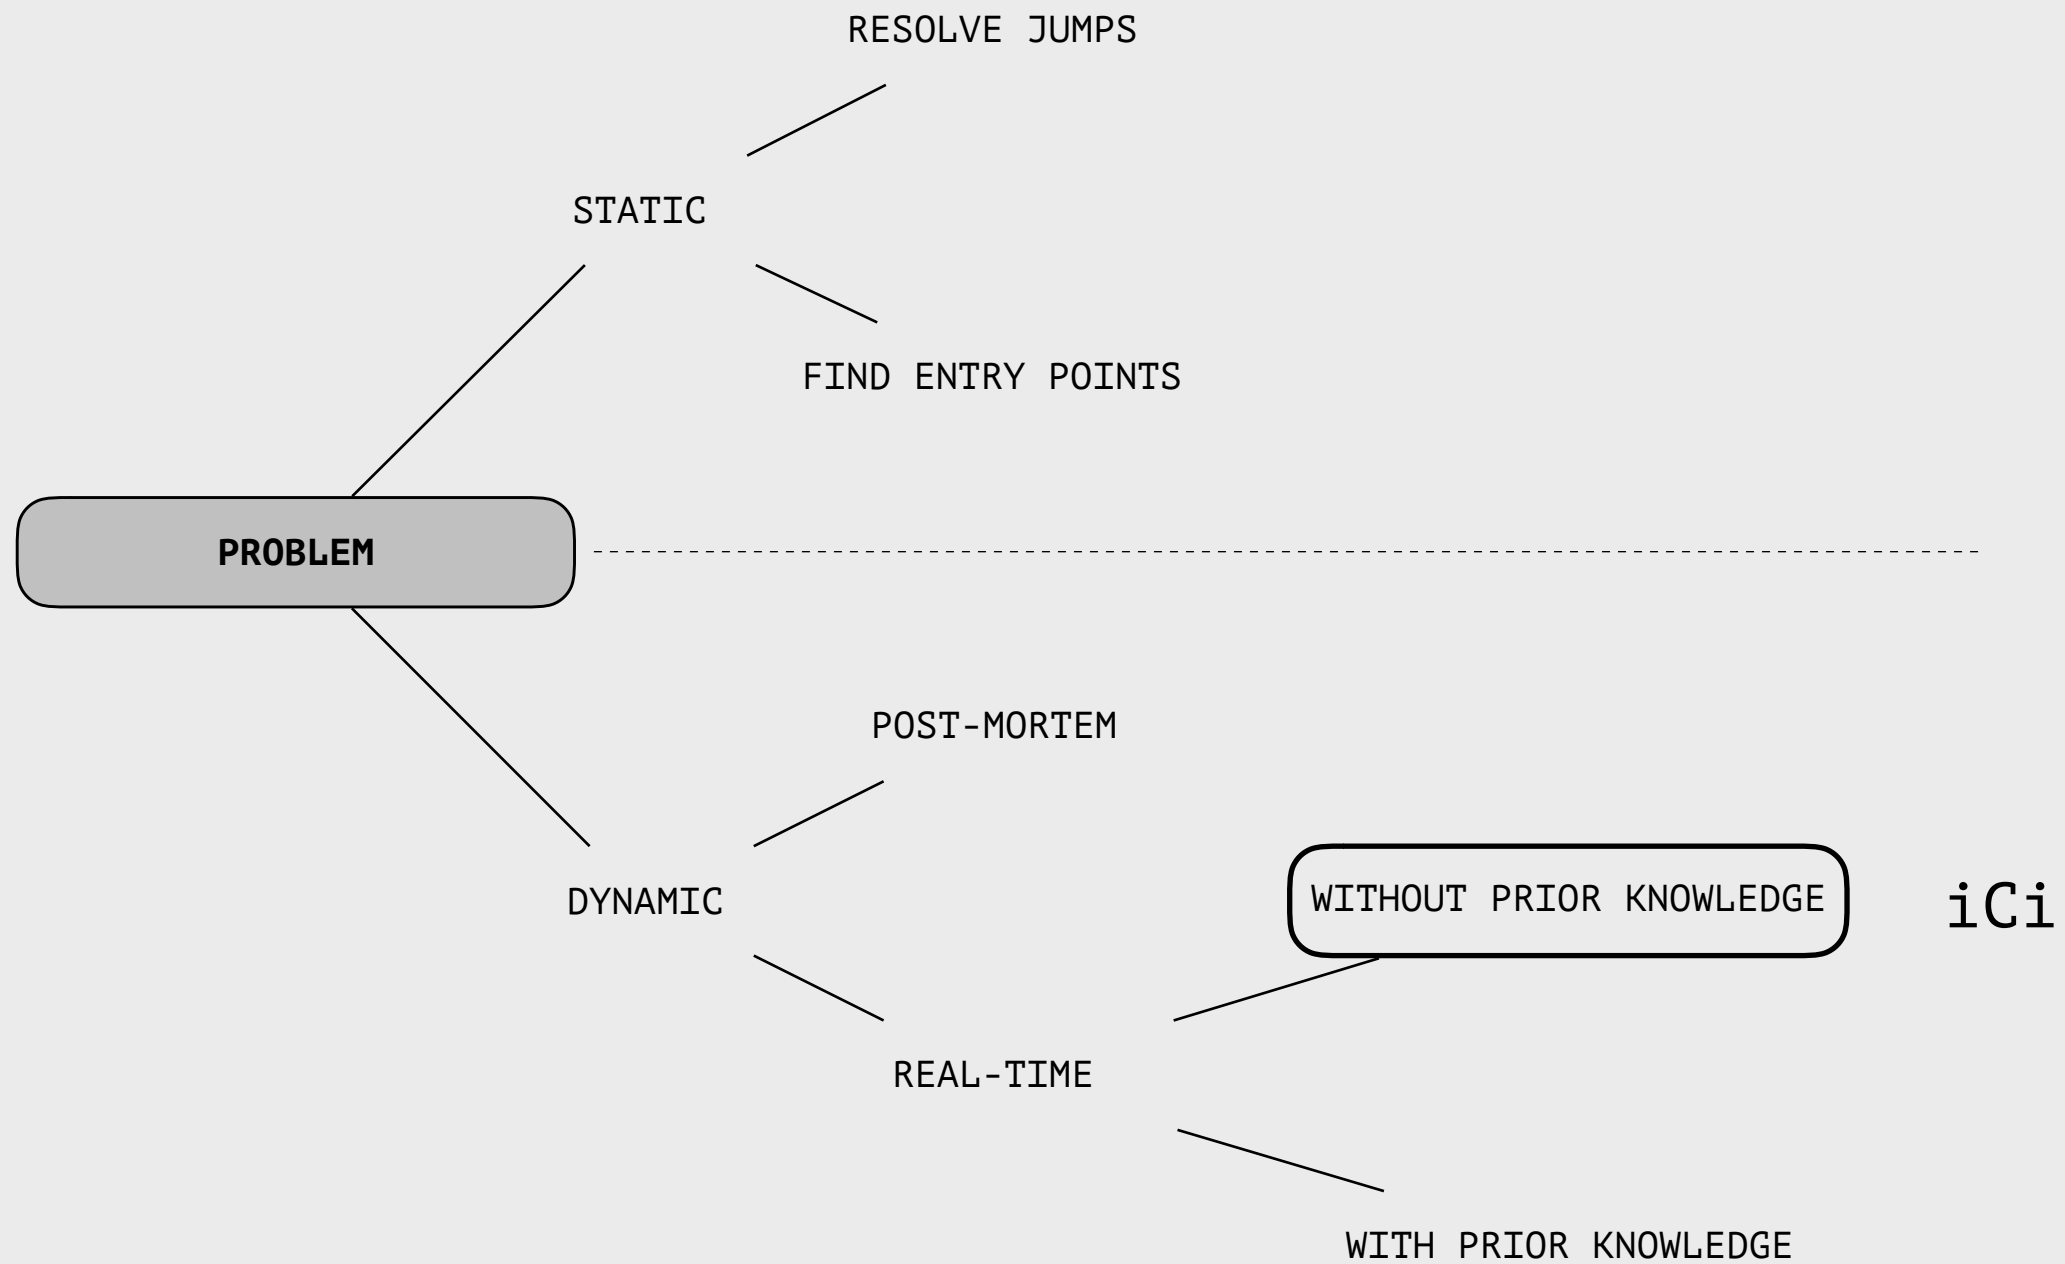 RESOLVE JUMPS
STATIC
FIND ENTRY POINTS
PROBLEM
POST-MORTEM
DYNAMIC
WITHOUT PRIOR KNOWLEDGE
iCi
REAL-TIME
WITH PRIOR KNOWLEDGE